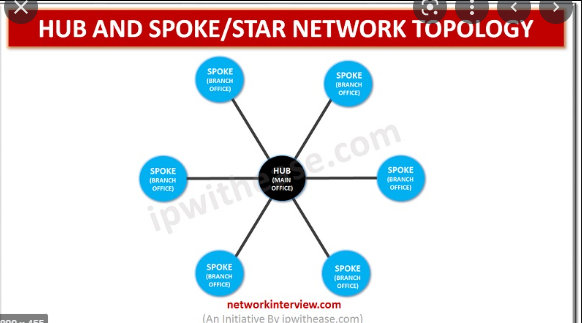 HUB AND SPOKE/STAR NETWORK TOPOLOGY
SPOKE
(BRANCH
OFFICE)
SPOKE
(BRANCH
OFFICE)
SPOKE
(BRANCH
OFFICE)
HUB
(MAIN
OFFICE)
SPOKE
(BRANCH
OFFICE)
SPOKE
(BRANCH
OFFICE)
SPOKE
(BRANCH
OFFICE)
ipwithease.com
networkinterview.com
(An Initiative By ipwithease.com)